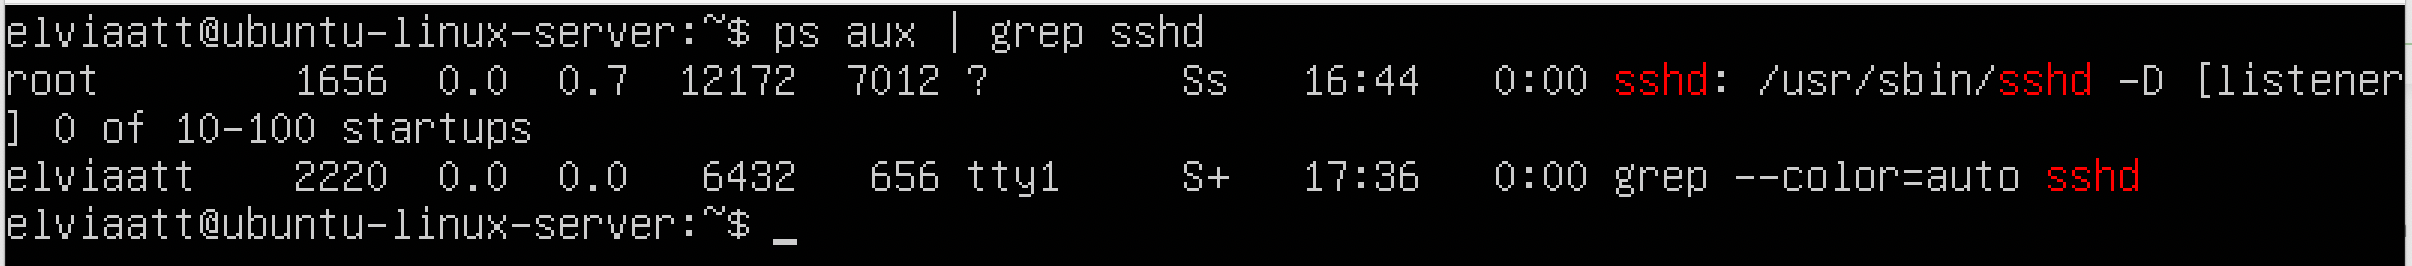 elviaatt@ubuntu-linux-server:~$ ps aux | grep sshd
root        1656  0.0  0.7  12172  7012 ?        Ss   16:44   0:00 sshd: /usr/sbin/sshd -D [listener
] 0 of 10-100 startups
elviaatt    2220  0.0  0.0   6432   656 tty1     S+   17:36   0:00 grep --color=auto sshd
elviaatt@ubuntu-linux-server:~$ _